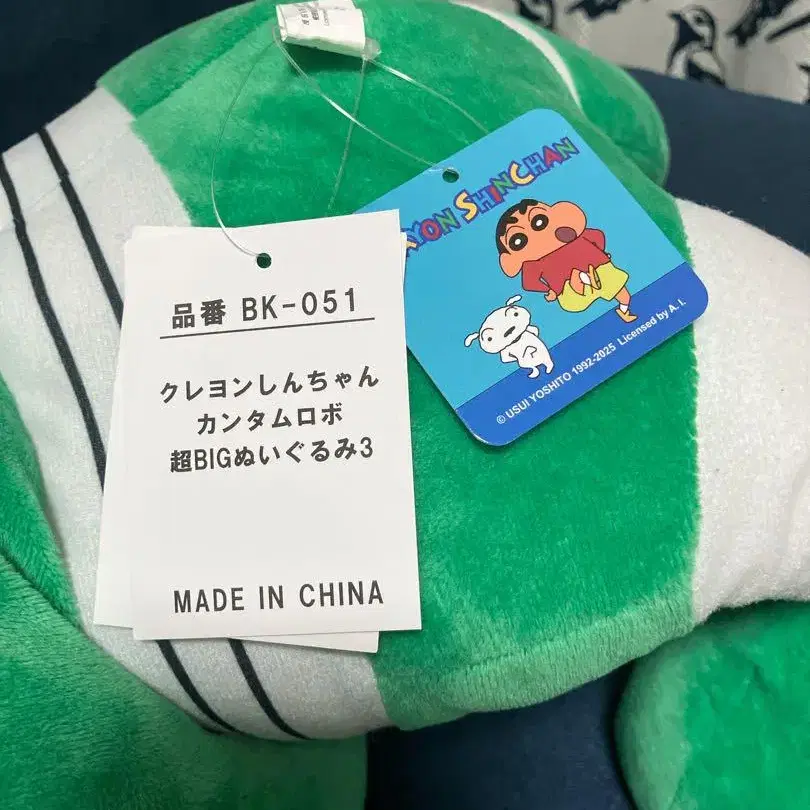 品番 BK-051
クレヨンしんちゃん
カンタムロボ
超BIGぬいぐるみ3
MADE IN CHINA
SHINCHAN
© USUI YOSHITO 1992-2025 Licensed by A. I.